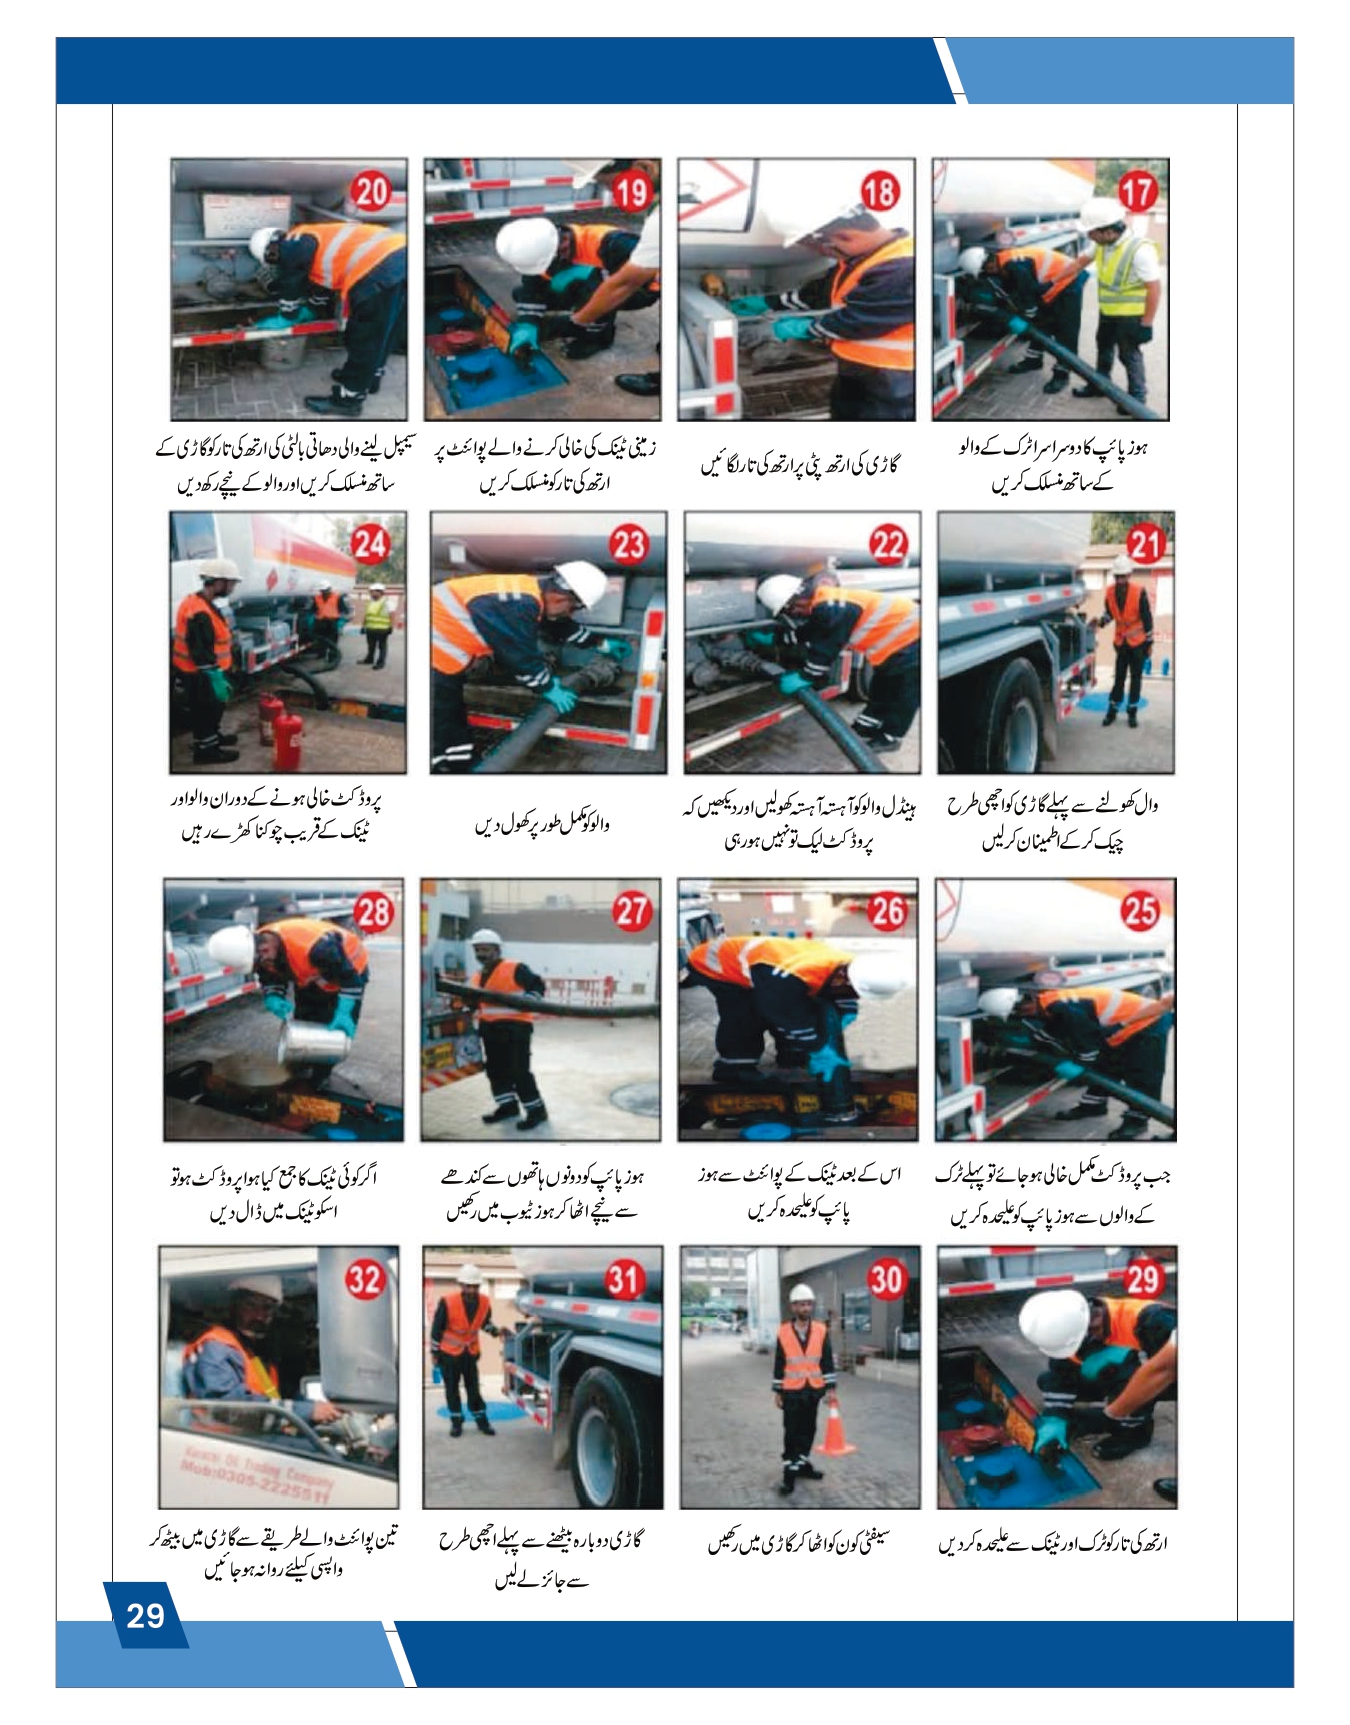 17
ہوز پائپ کا دوسرا سرا ٹرک کے والو
کے ساتھ منسلک کریں
18
گاڑی کی ارتھ پٹی پر ارتھ کی تار لگائیں
19
زمینی ٹینک کی خالی کرنے والے پوائنٹ پر
ارتھ کی تار کو منسلک کریں
20
سیمپل لینے والی دھاتی بالٹی کی ارتھ کی تار کو گاڑی کے
ساتھ منسلک کریں اور والو کے نیچے رکھ دیں
21
وال کھولنے سے پہلے گاڑی کو اچھی طرح
چیک کر کے اطمینان کر لیں
22
ہینڈل والو کو آہستہ آہستہ کھولیں اور دیکھیں کہ
پروڈکٹ لیک تو نہیں ہو رہی
23
والو کو مکمل طور پر کھول دیں
24
پروڈکٹ خالی ہونے کے دوران والو اور
ٹینک کے قریب چوکنا کھڑے رہیں
25
جب پروڈکٹ مکمل خالی ہو جائے تو پہلے ٹرک
کے والوں سے ہوز پائپ کو علیحدہ کریں
26
اس کے بعد ٹینک کے پوائنٹ سے ہوز
پائپ کو علیحدہ کریں
27
ہوز پائپ کو دونوں ہاتھوں سے کندھے
سے نیچے اٹھا کر ہوز ٹیوب میں رکھیں
28
اگر کوئی ٹینک کا جمع کیا ہوا پروڈکٹ ہو تو
اسکو ٹینک میں ڈال دیں
29
ارتھ کی تار کو ٹرک اور ٹینک سے علیحدہ کر دیں
30
سیفٹی کون کو اٹھا کر گاڑی میں رکھیں
31
گاڑی دوبارہ بیٹھنے سے پہلے اچھی طرح
سے جائز لے لیں
32
Karachi Oil Trading Company
Mob:0305-2225511
تین پوائنٹ والے طریقے سے گاڑی میں بیٹھ کر
واپسی کیلئے روانہ ہو جائیں
29